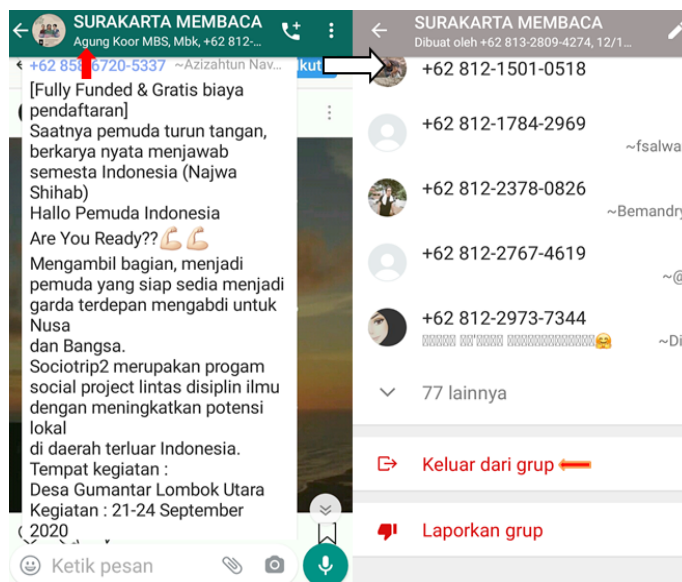 SURAKARTA MEMBACA
Agung Koor MBS, Mbk, +62 812-...
+62 858-6720-5337 ~Azizahtun Nav...
kut
[Fully Funded & Gratis biaya
pendaftaran]
Saatnya pemuda turun tangan,
berkarya nyata menjawab
semesta Indonesia (Najwa
Shihab)
Hallo Pemuda Indonesia
Are You Ready??💪🏻💪🏻
Mengambil bagian, menjadi
pemuda yang siap sedia menjadi
garda terdepan mengabdi untuk
Nusa
dan Bangsa.
Sociotrip2 merupakan progam
social project lintas disiplin ilmu
dengan meningkatkan potensi
lokal
di daerah terluar Indonesia.
Tempat kegiatan :
Desa Gumantar Lombok Utara
Kegiatan : 21-24 September
2020
Ketik pesan
SURAKARTA MEMBACA
Dibuat oleh +62 813-2809-4274, 12/1...
+62 812-1501-0518
+62 812-1784-2969
~fsalwa
+62 812-2378-0826
~Bemandry
+62 812-2767-4619
~@
+62 812-2973-7344
~Di
77 lainnya
Keluar dari grup
Laporkan grup